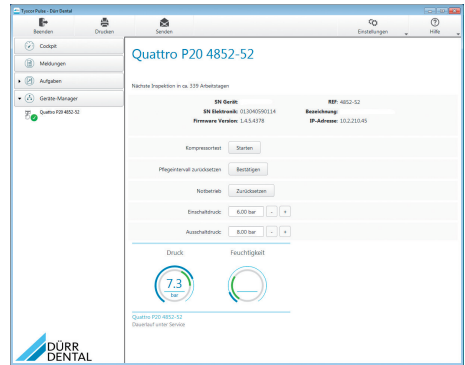 Tyscor Pulse - Dürr Dental
Beenden
Drucken
Senden
Einstellungen
Hilfe
Cockpit
Meldungen
Aufgaben
Geräte-Manager
Quattro P20 4852-52
Quattro P20 4852-52
Nächste Inspektion in ca. 339 Arbeitstagen
SN Gerät: REF: 4852-52
SN Elektronik: 013040590114 Bezeichnung:
Firmware Version: 1.4.5.4378 IP-Adresse: 10.2.210.45
Kompressortest Starten
Pflegeintervall zurücksetzen Bestätigen
Notbetrieb Zurücksetzen
Einschaltdruck: 6.00 bar - +
Ausschaltdruck: 8.00 bar - +
Druck Feuchtigkeit
7.3
bar
Quattro P20 4852-52
Dauerlauf unter Service
DÜRR
DENTAL